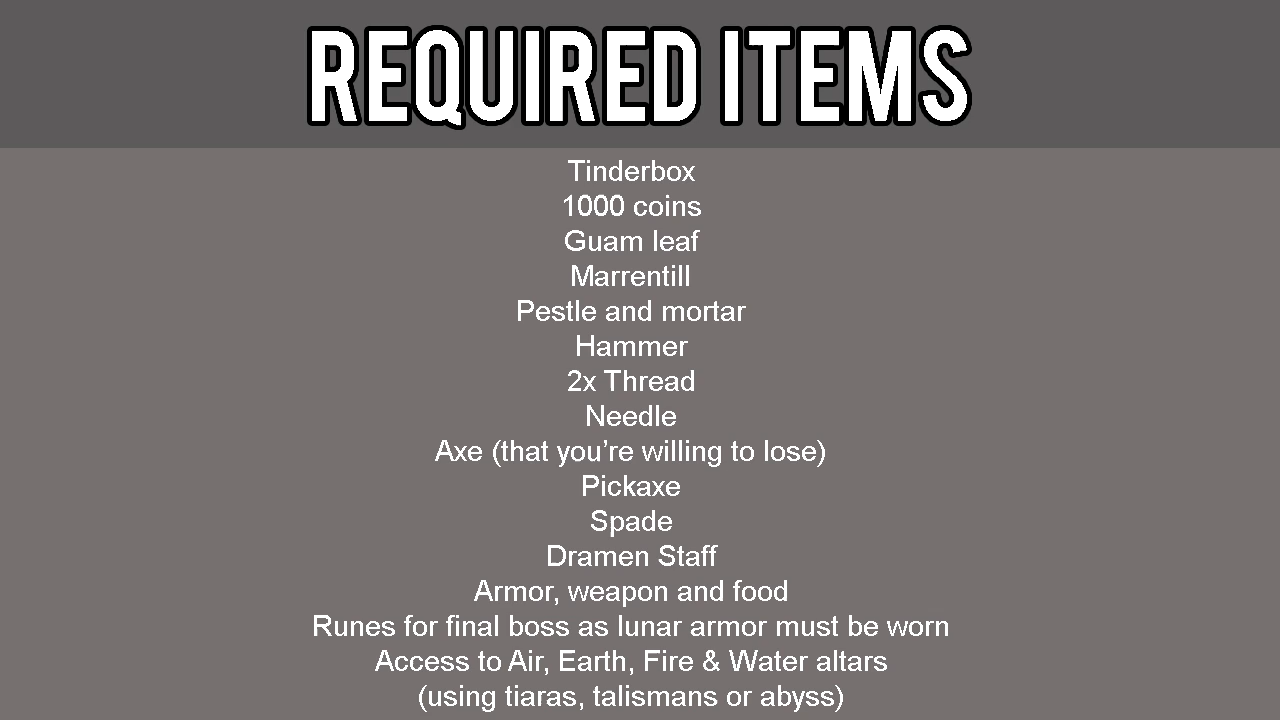 REQUIRED ITEMS
Tinderbox
1000 coins
Guam leaf
Marrentill
Pestle and mortar
Hammer
2x Thread
Needle
Axe (that you’re willing to lose)
Pickaxe
Spade
Dramen Staff
Armor, weapon and food
Runes for final boss as lunar armor must be worn
Access to Air, Earth, Fire & Water altars
(using tiaras, talismans or abyss)